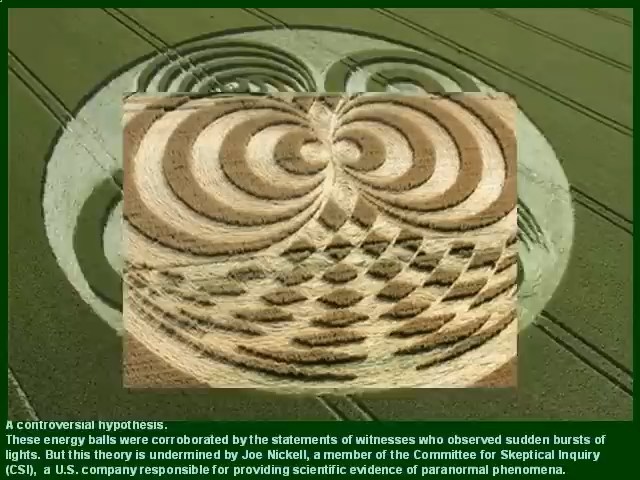 A controversial hypothesis.
These energy balls were corroborated by the statements of witnesses who observed sudden bursts of
lights. But this theory is undermined by Joe Nickell, a member of the Committee for Skeptical Inquiry
(CSI), a U.S. company responsible for providing scientific evidence of paranormal phenomena.